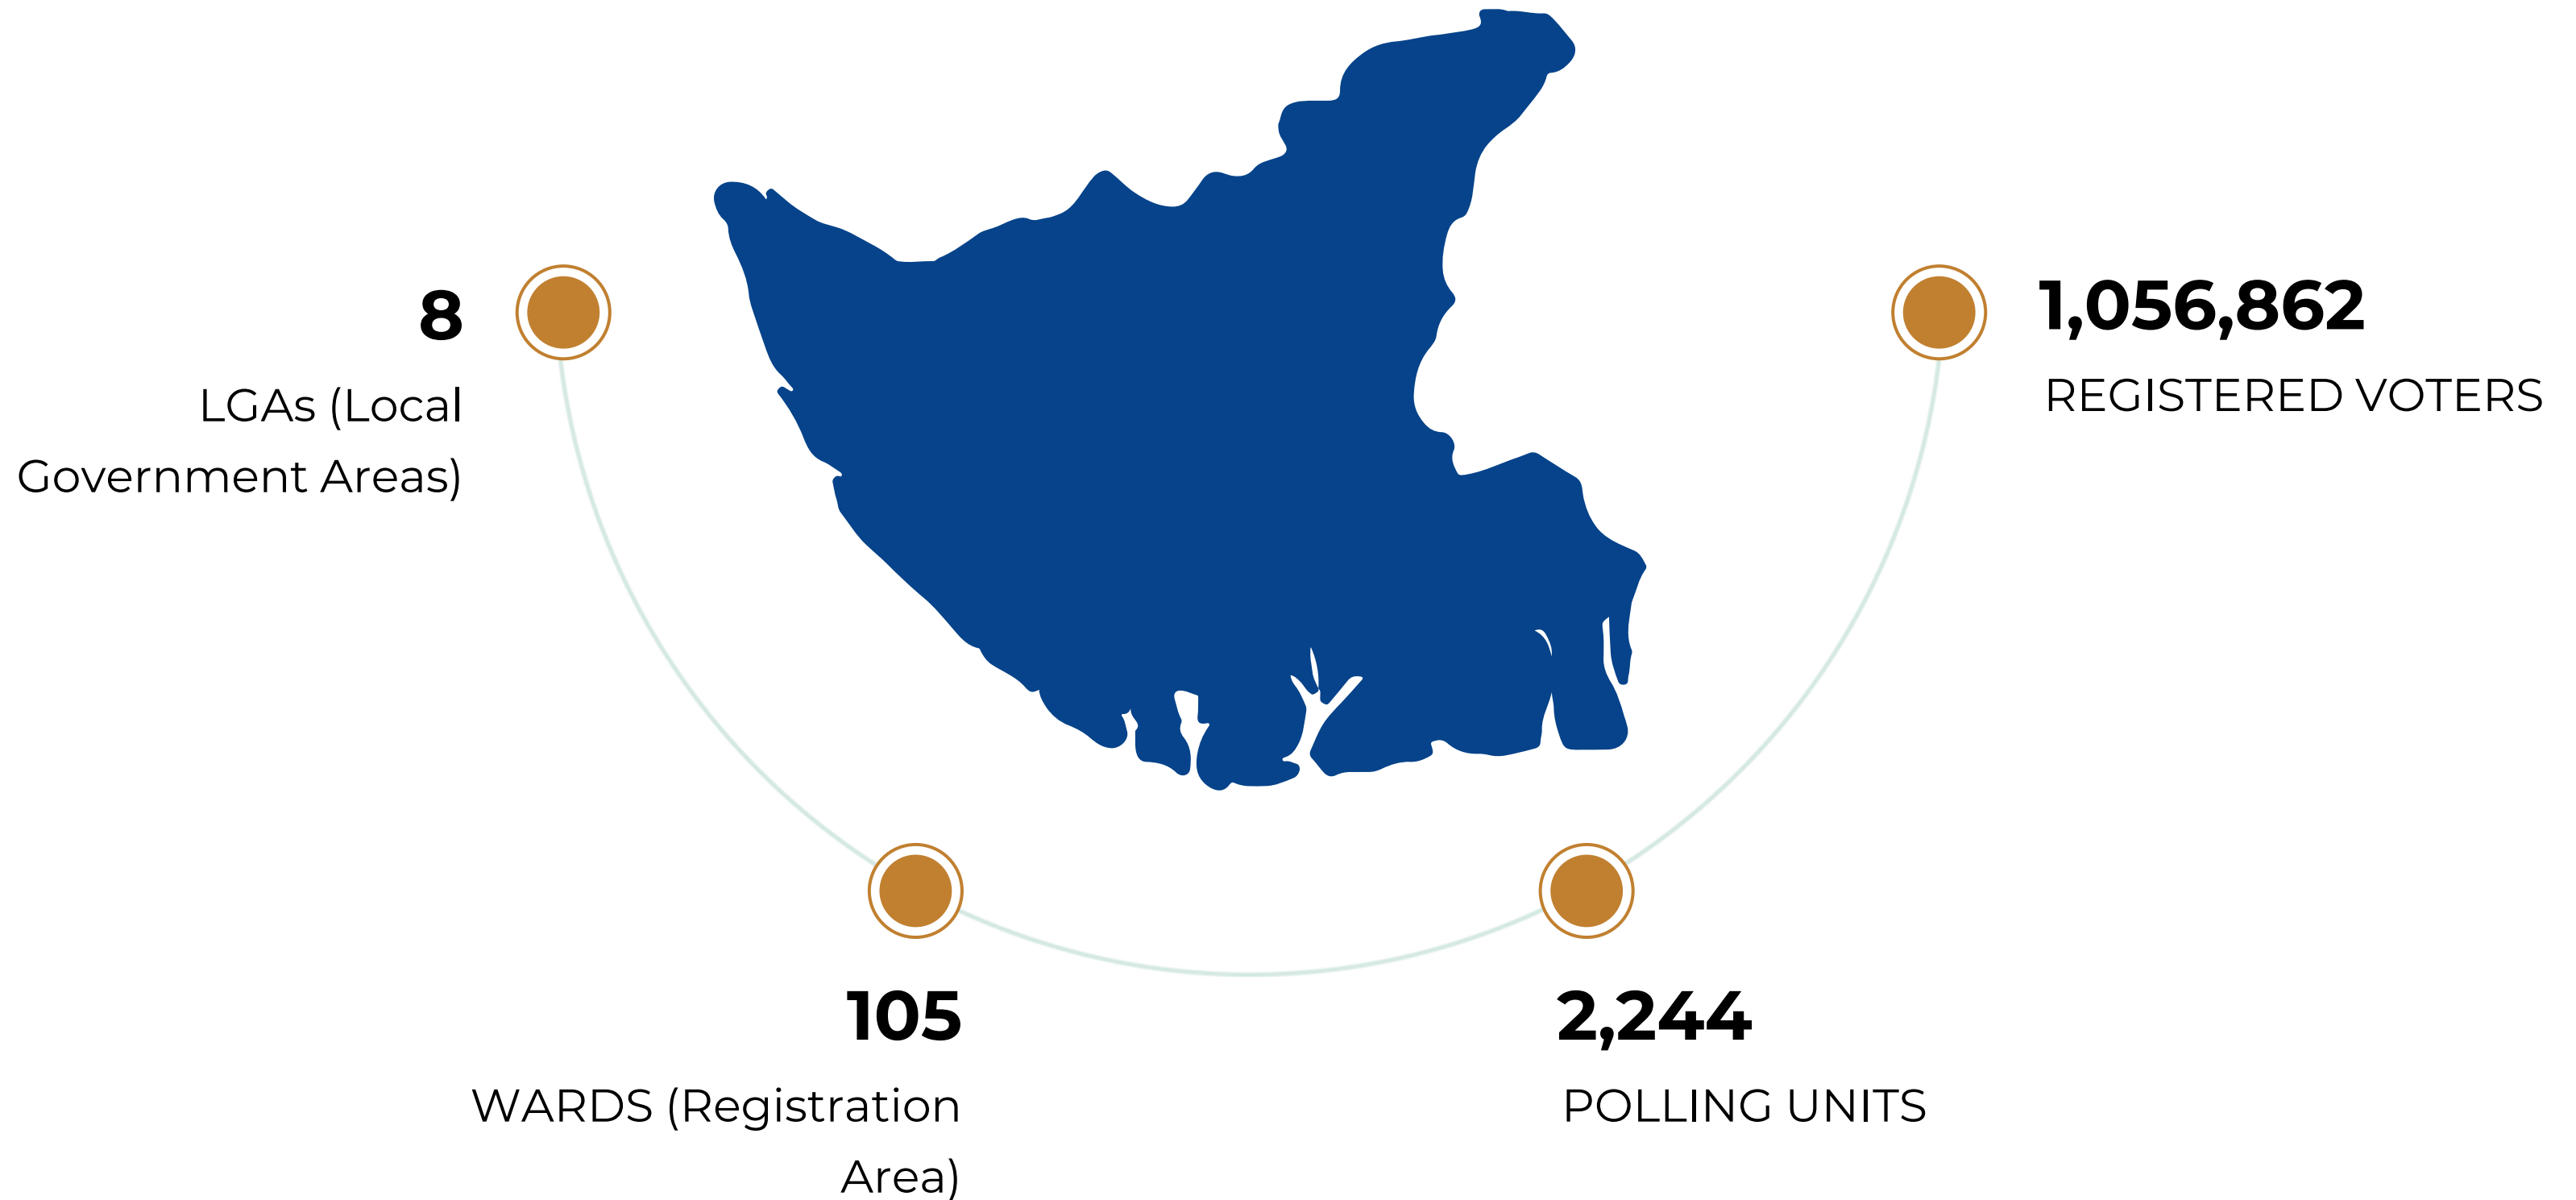 8
LGAs (Local
Government Areas)
105
WARDS (Registration
Area)
2,244
POLLING UNITS
1,056,862
REGISTERED VOTERS